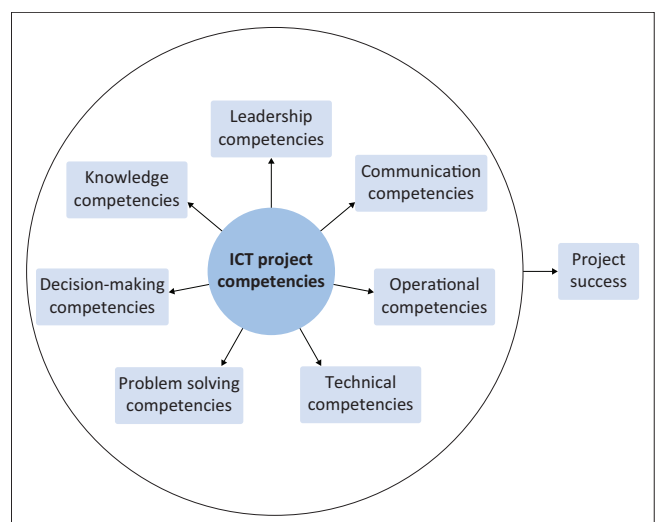 Leadership
competencies
Communication
competencies
Knowledge
competencies
ICT project
competencies
Project
success
Decision-making
competencies
Operational
competencies
Problem solving
competencies
Technical
competencies